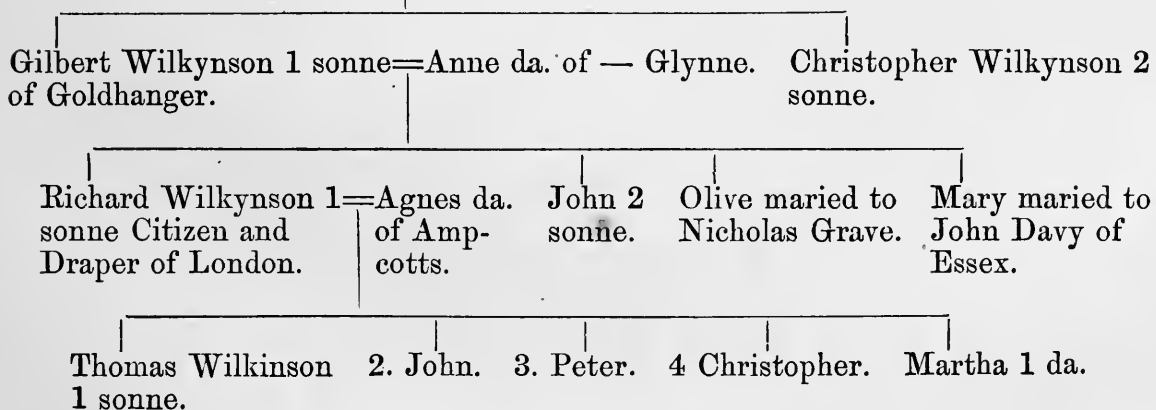 Gilbert Wilkynson 1 sonne=Anne da. of — Glynne. Christopher Wilkynson 2
of Goldhanger. sonne.
Richard Wilkynson 1=Agnes da. John 2 Olive maried to Mary maried to
sonne Citizen and of Amp- sonne. Nicholas Grave. John Davy of
Draper of London. cotts. Essex.
Thomas Wilkinson 2. John. 3. Peter. 4 Christopher. Martha 1 da.
1 sonne.